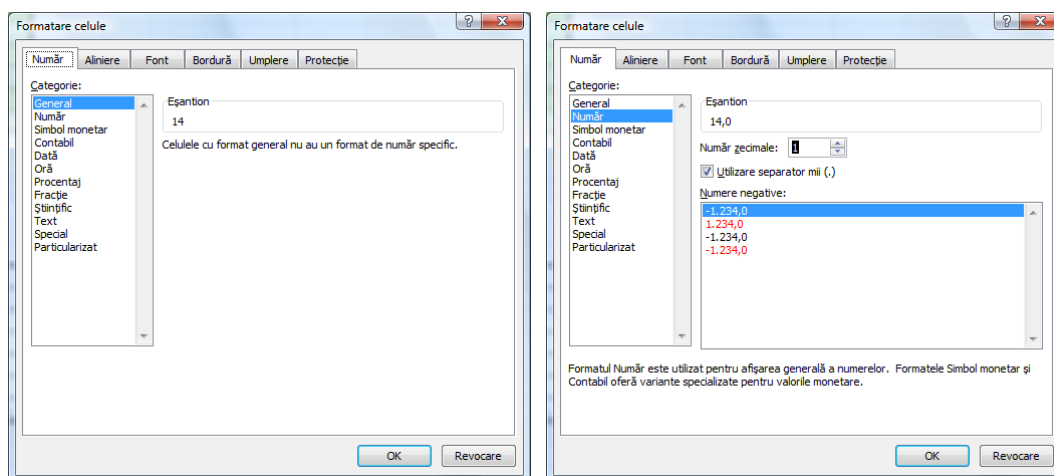 Formatare celule
Număr Aliniere Font Bordură Umplere Protecție
Categorie:
General
Număr
Simbol monetar
Contabil
Dată
Oră
Procentaj
Fracție
Științific
Text
Special
Particularizat
Eșantion
14
Celulele cu format general nu au un format de număr specific.
OK Revocare
Formatare celule
Număr Aliniere Font Bordură Umplere Protecție
Categorie:
General
Număr
Simbol monetar
Contabil
Dată
Oră
Procentaj
Fracție
Științific
Text
Special
Particularizat
Eșantion
14,0
Număr zecimale: 1
Utilizare separator mii (.)
Numere negative:
-1.234,0
1.234,0
-1.234,0
-1.234,0
Formatul Număr este utilizat pentru afișarea generală a numerelor. Formatele Simbol monetar și
Contabil oferă variante specializate pentru valorile monetare.
OK Revocare